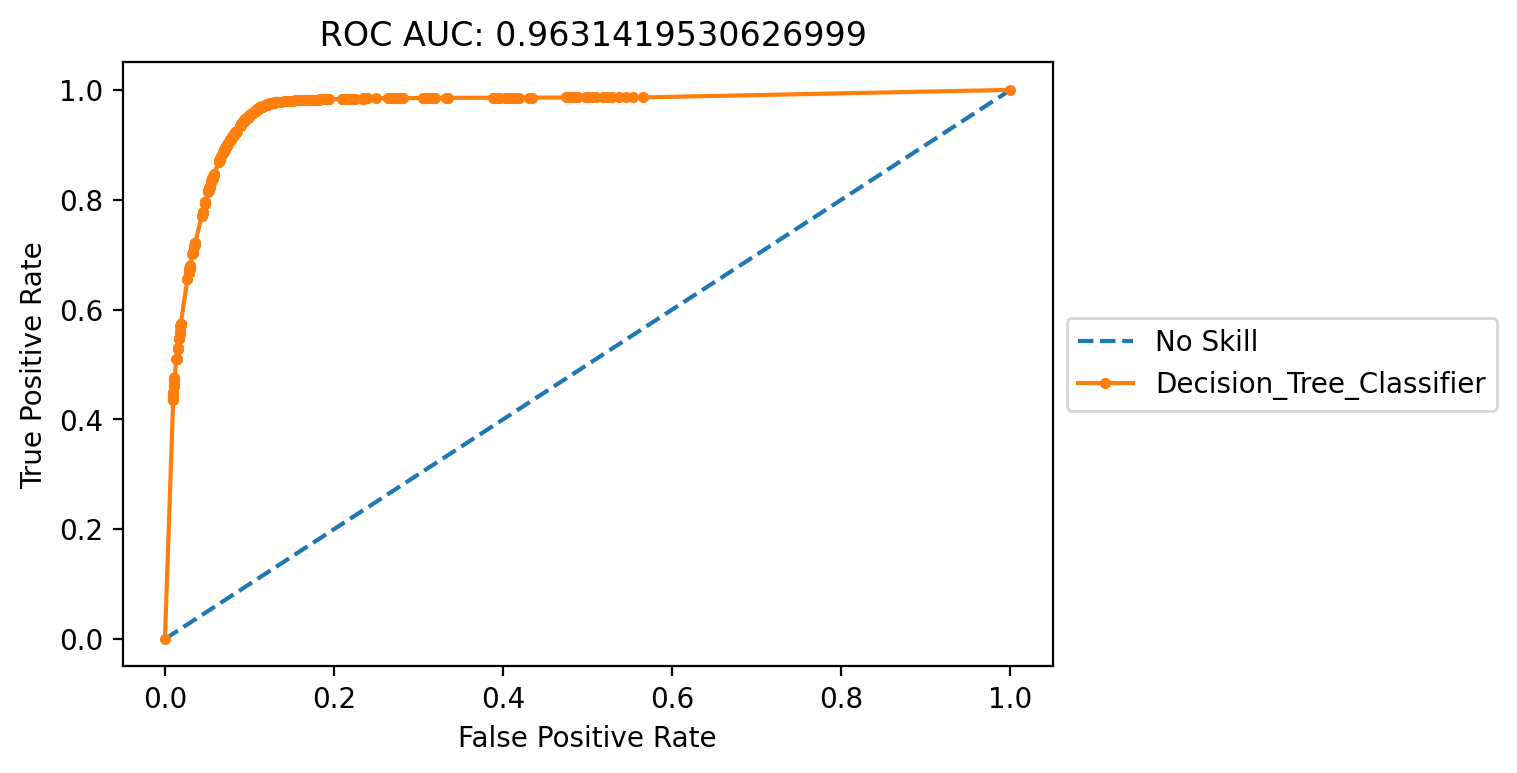 ROC AUC: 0.9631419530626999
1.0
0.8
0.6
0.4
0.2
0.0
True Positive Rate
0.0 0.2 0.4 0.6 0.8 1.0
False Positive Rate
No Skill
Decision_Tree_Classifier